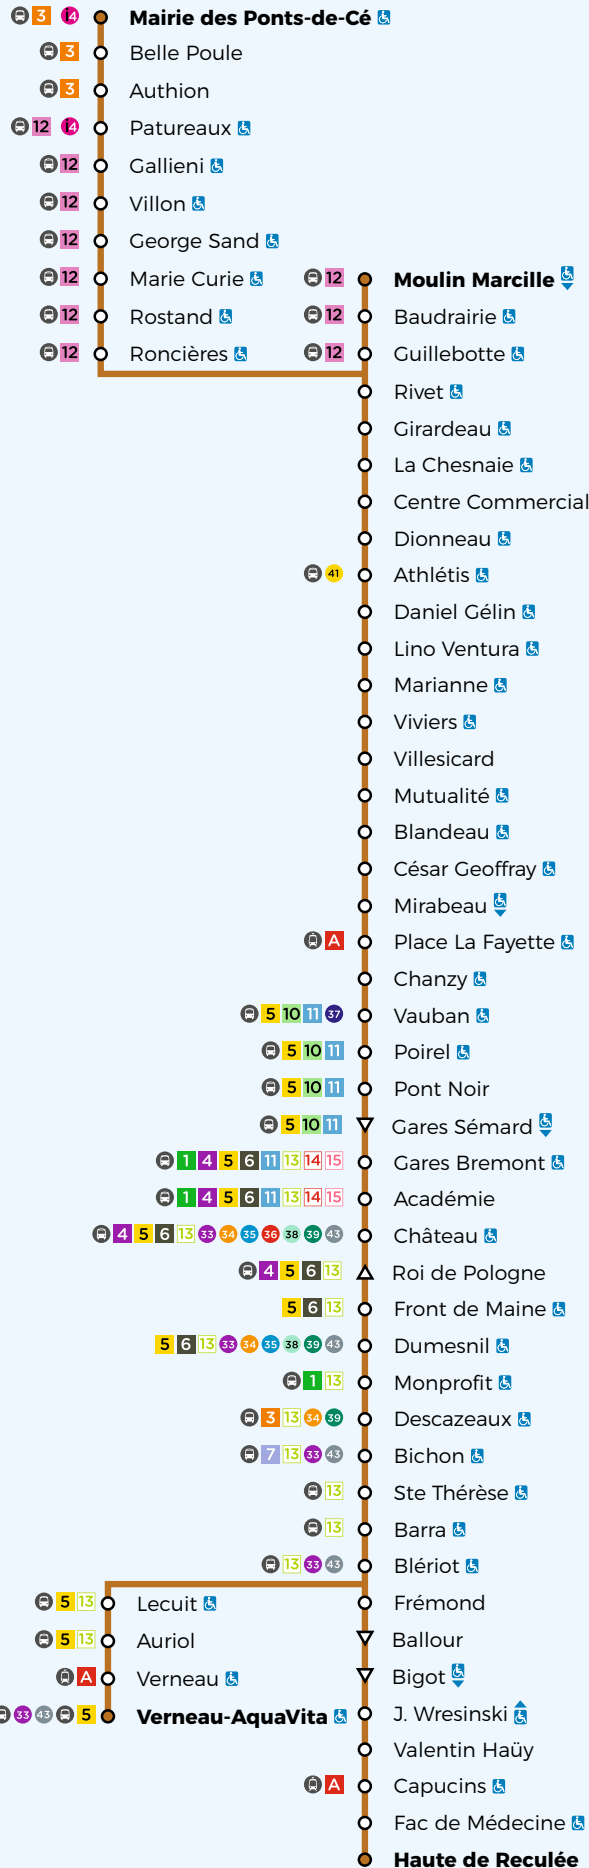 3 i4 Mairie des Ponts-de-Cé
3 Belle Poule
3 Authion
12 i4 Patureaux
12 Gallieni
12 Villon
12 George Sand
12 Marie Curie
12 Rostand
12 Roncières
12 Moulin Marcille
12 Baudrairie
12 Guillebotte
Rivet
Girardeau
La Chesnaie
Centre Commercial
Dionneau
41 Athlétis
Daniel Gélin
Lino Ventura
Marianne
Viviers
Villesicard
Mutualité
Blandeau
César Geoffray
Mirabeau
A Place La Fayette
Chanzy
5 10 11 37 Vauban
5 10 11 Poirel
5 10 11 Pont Noir
5 10 11 Gares Sémard
1 4 5 6 11 13 14 15 Gares Bremont
1 4 5 6 11 13 14 15 Académie
4 5 6 13 33 34 35 36 38 39 43 Château
4 5 6 13 Roi de Pologne
5 6 13 Front de Maine
5 6 13 33 34 35 38 39 43 Dumesnil
1 13 Monprofit
3 13 34 39 Descazeaux
7 13 33 43 Bichon
13 Ste Thérèse
13 Barra
13 33 43 Blériot
5 13 Lecuit
5 13 Auriol
A Verneau
33 43 5 Verneau-AquaVita
Frémond
Ballour
Bigot
J. Wresinski
Valentin Haüy
A Capucins
Fac de Médecine
Haute de Reculée